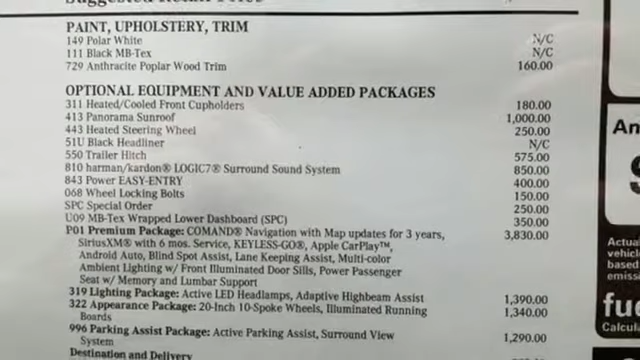 PAINT, UPHOLSTERY, TRIM
149 Polar White N/C
111 Black MB-Tex N/C
729 Anthracite Poplar Wood Trim 160.00
OPTIONAL EQUIPMENT AND VALUE ADDED PACKAGES
311 Heated/Cooled Front Cupholders 180.00
413 Panorama Sunroof 1,000.00
443 Heated Steering Wheel 250.00
51U Black Headliner N/C
550 Trailer Hitch 575.00
810 harman/kardon® LOGIC7® Surround Sound System 850.00
843 Power EASY-ENTRY 400.00
068 Wheel Locking Bolts 150.00
SPC Special Order 250.00
U09 MB-Tex Wrapped Lower Dashboard (SPC) 350.00
P01 Premium Package: COMAND® Navigation with Map updates for 3 years, 3,830.00
SiriusXM® with 6 mos. Service, KEYLESS-GO®, Apple CarPlay™,
Android Auto, Blind Spot Assist, Lane Keeping Assist, Multi-color
Ambient Lighting w/ Front Illuminated Door Sills, Power Passenger
Seat w/ Memory and Lumbar Support
319 Lighting Package: Active LED Headlamps, Adaptive Highbeam Assist 1,390.00
322 Appearance Package: 20-Inch 10-Spoke Wheels, Illuminated Running 1,340.00
Boards
996 Parking Assist Package: Active Parking Assist, Surround View 1,290.00
System
Destination and Delivery
An
Actua
vehicl
based
emissi
fue
Calcula